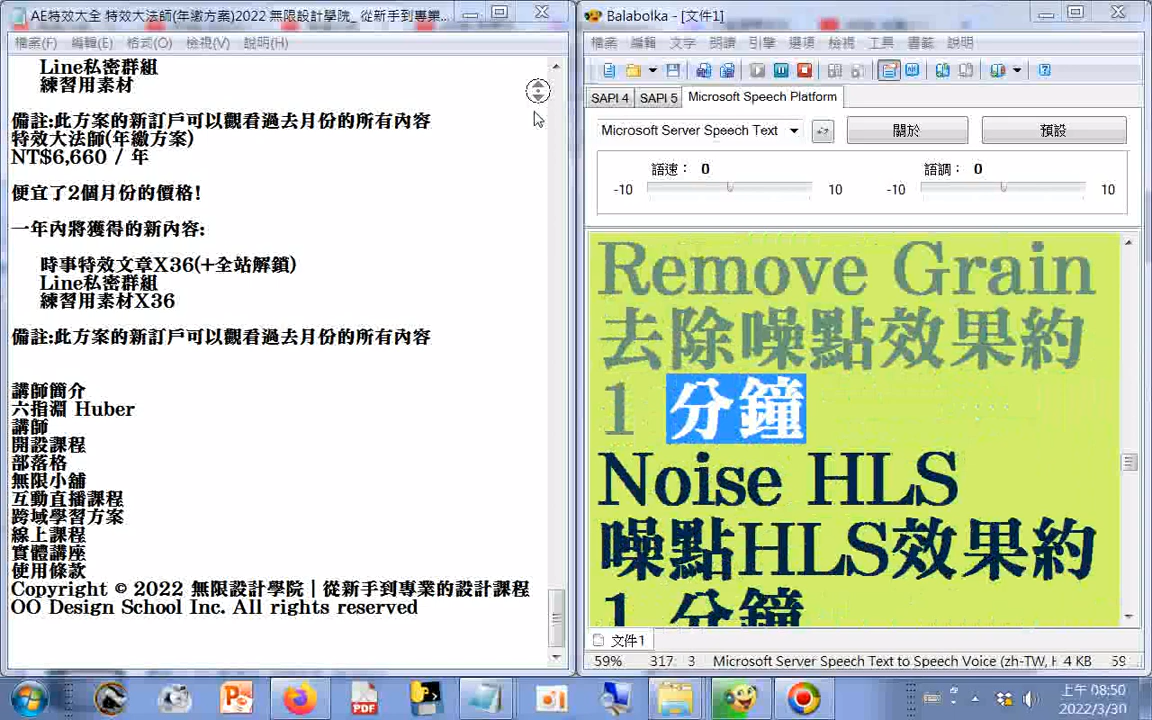 AE特效大全 特效大法師(年繳方案)2022 無限設計學院_ 從新手到專業...
檔案(F) 編輯(E) 格式(O) 檢視(V) 說明(H)
Line私密群組
練習用素材
備註:此方案的新訂戶可以觀看過去月份的所有內容
特效大法師(年繳方案)
NT$6,660 / 年
便宜了2個月份的價格!
一年內將獲得的新內容:
時事特效文章X36(+全站解鎖)
Line私密群組
練習用素材X36
備註:此方案的新訂戶可以觀看過去月份的所有內容
講師簡介
六指淵 Huber
講師
開設課程
部落格
無限小舖
互動直播課程
跨域學習方案
線上課程
實體講座
使用條款
Copyright © 2022 無限設計學院 | 從新手到專業的設計課程
OO Design School Inc. All rights reserved
Balabolka - [文件1]
檔案 編輯 文字 朗讀 引擎 選項 檢視 工具 書籤 說明
SAPI 4 SAPI 5 Microsoft Speech Platform
Microsoft Server Speech Text 關於 預設
語速: 0 語調: 0
-10 10 -10 10
Remove Grain
去除噪點效果約
1 分鐘
Noise HLS
噪點HLS效果約
1 分鐘
文件1
59% 317: 3 Microsoft Server Speech Text to Speech Voice (zh-TW, H 4 KB 59
上午 08:50
2022/3/30